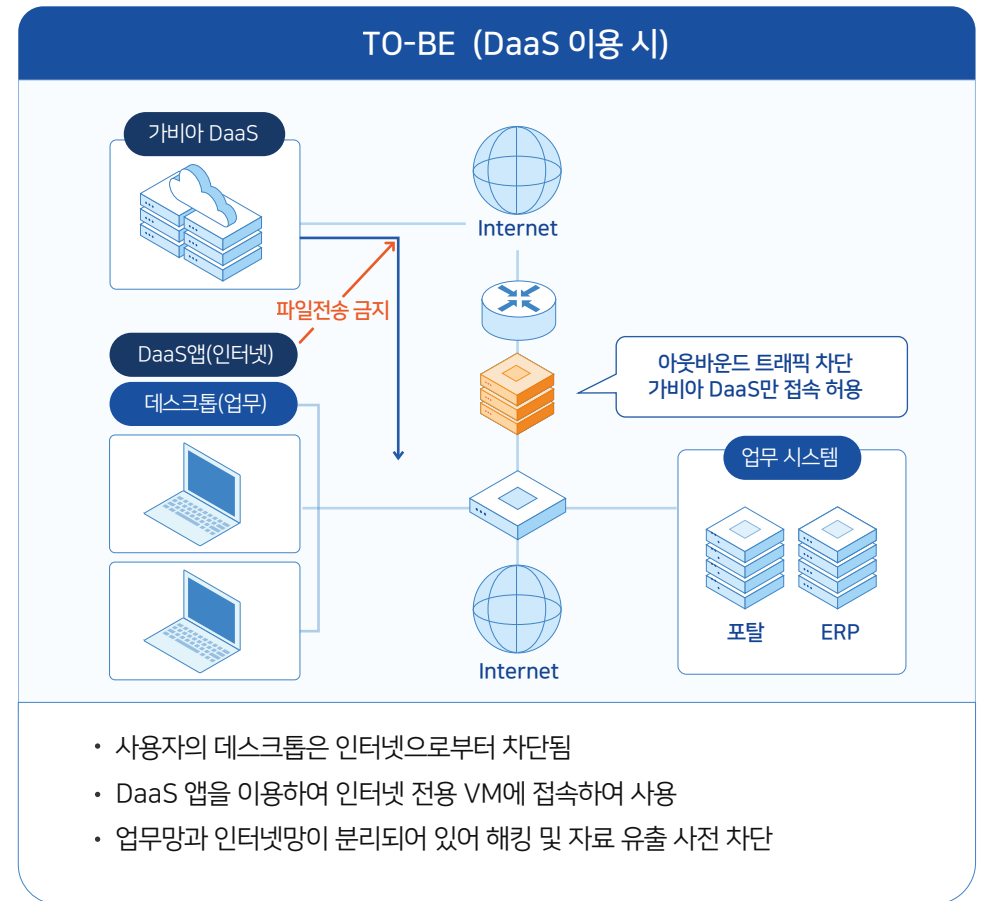 TO-BE (DaaS 이용 시)
가비아 DaaS
Internet
파일전송 금지
DaaS앱(인터넷)
데스크톱(업무)
아웃바운드 트래픽 차단
가비아 DaaS만 접속 허용
업무 시스템
포탈
ERP
Internet
• 사용자의 데스크톱은 인터넷으로부터 차단됨
• DaaS 앱을 이용하여 인터넷 전용 VM에 접속하여 사용
• 업무망과 인터넷망이 분리되어 있어 해킹 및 자료 유출 사전 차단